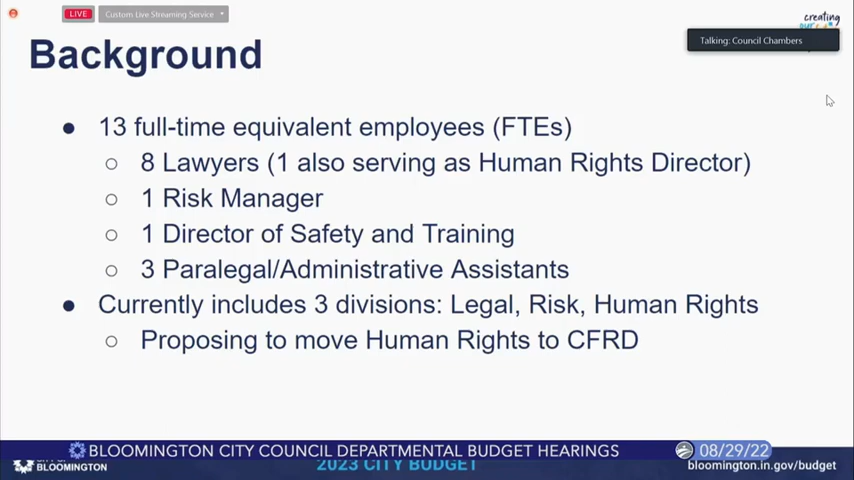 LIVE
Custom Live Streaming Service
creating
Talking: Council Chambers
Background
• 13 full-time equivalent employees (FTEs)
○ 8 Lawyers (1 also serving as Human Rights Director)
○ 1 Risk Manager
○ 1 Director of Safety and Training
○ 3 Paralegal/Administrative Assistants
• Currently includes 3 divisions: Legal, Risk, Human Rights
○ Proposing to move Human Rights to CFRD
BLOOMINGTON CITY COUNCIL DEPARTMENTAL BUDGET HEARINGS
08/29/22
BLOOMINGTON
2023 CITY BUDGET
bloomington.in.gov/budget